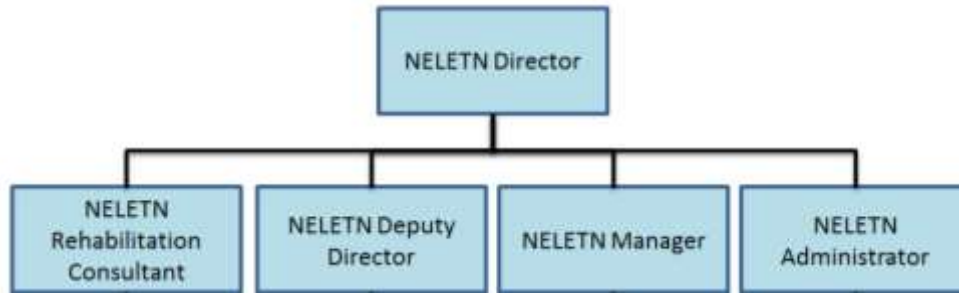 NELETN Director
NELETN
Rehabilitation
Consultant
NELETN Deputy
Director
NELETN Manager
NELETN
Administrator